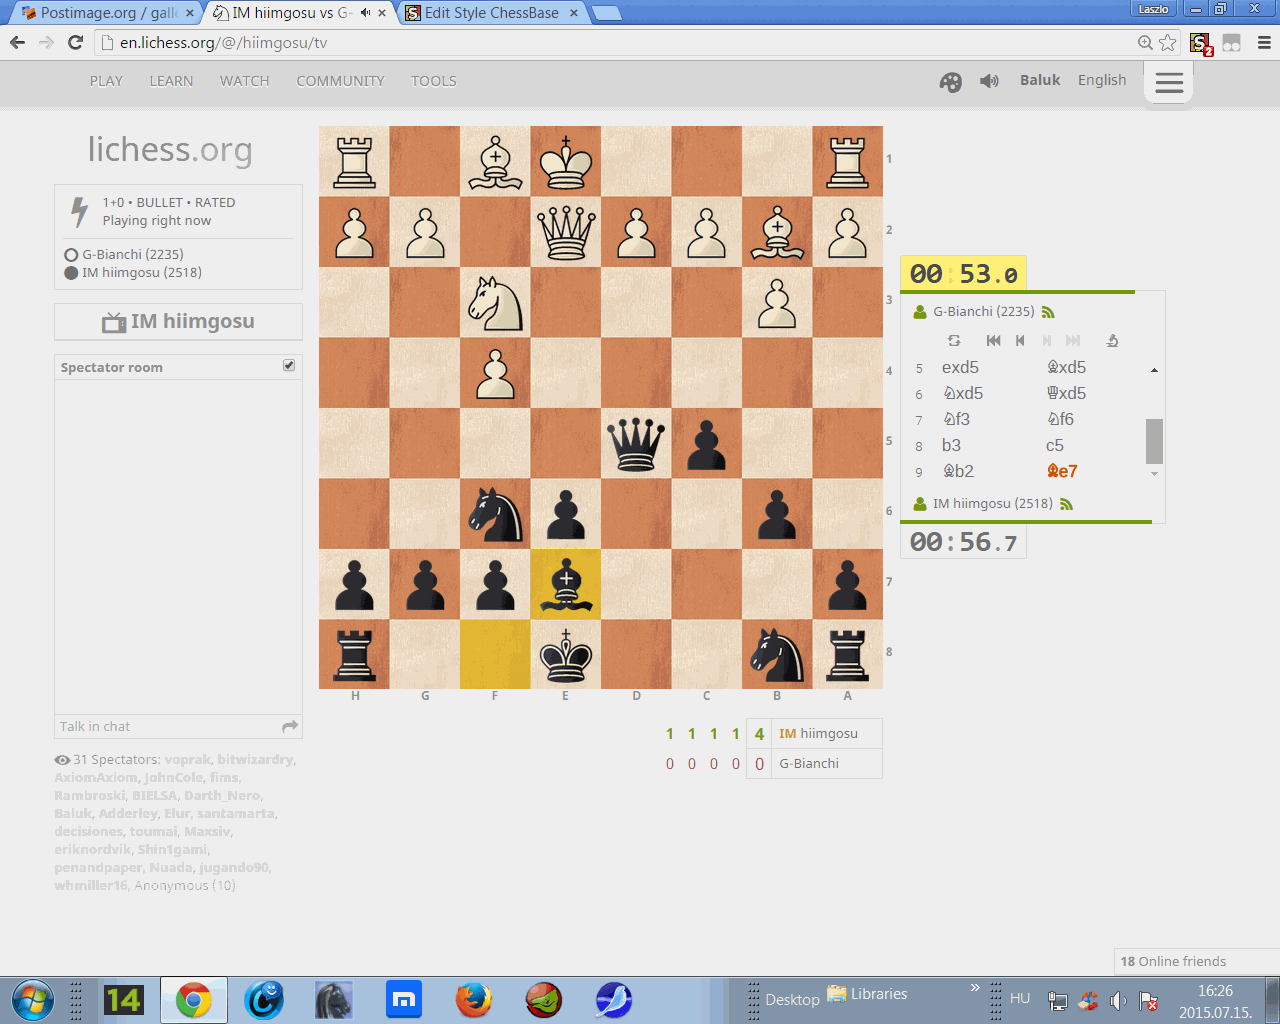 Postimage.org / gall
IM hiimgosu vs G-
Edit Style ChessBase
Laszlo
en.lichess.org/@/hiimgosu/tv
2
PLAY LEARN WATCH COMMUNITY TOOLS
Baluk English
lichess.org
1+0 • BULLET • RATED
Playing right now
G-Bianchi (2235)
IM hiimgosu (2518)
IM hiimgosu
Spectator room
Talk in chat
31 Spectators: voprak, bitwizardry,
AxiomAxiom, JohnCole, fims,
Rambroski, BIELSA, Darth_Nero,
Baluk, Adderley, Elur, santamarta,
decisiones, toumai, Maxsiv,
eriknordvik, Shin1gami,
penandpaper, Nuada, jugando90,
whmiller16, Anonymous (10)
1
2
3
4
5
6
7
8
H G F E D C B A
1 1 1 1 4 IM hiimgosu
0 0 0 0 0 G-Bianchi
00:53.0
G-Bianchi (2235)
5 exd5 ♗xd5
6 ♘xd5 ♕xd5
7 ♘f3 ♘f6
8 b3 c5
9 ♗b2 ♗e7
IM hiimgosu (2518)
00:56.7
18 Online friends
14
Desktop
Libraries
»
HU
16:26
2015.07.15.